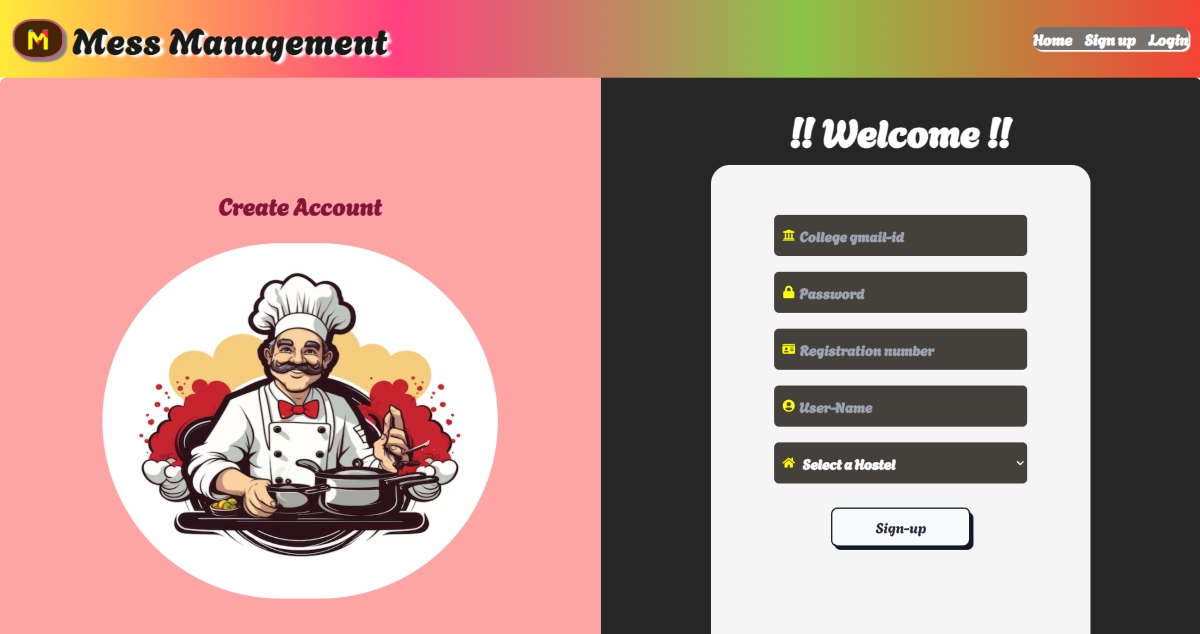 M Mess Management
Home Sign up Login
Create Account
!! Welcome !!
College gmail-id
Password
Registration number
User-Name
Select a Hostel
Sign-up